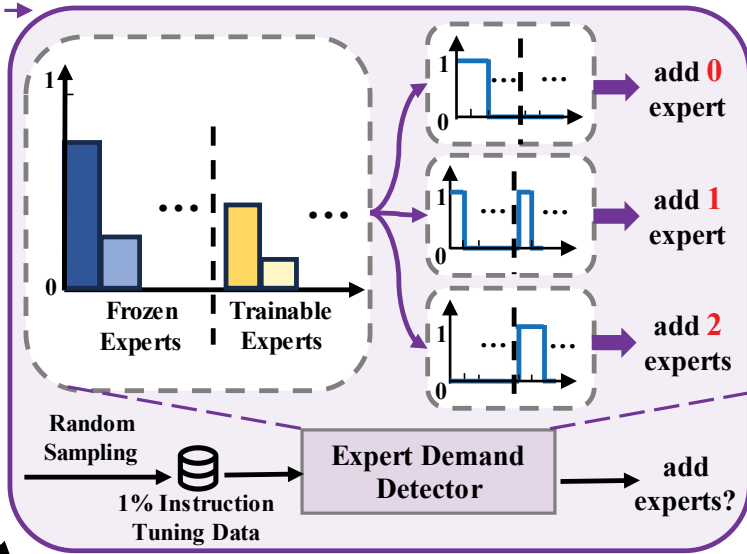 1
0
...
...
Frozen
Experts
Trainable
Experts
1
0
...
...
add 0
expert
1
0
...
...
add 1
expert
1
0
...
...
add 2
experts
Random
Sampling
1% Instruction
Tuning Data
Expert Demand
Detector
add
experts?